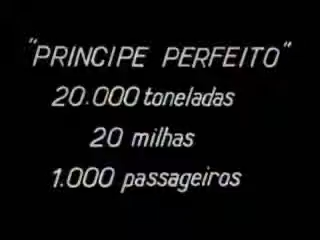 "PRINCIPE PERFEITO"
20.000 toneladas
20 milhas
1.000 passageiros